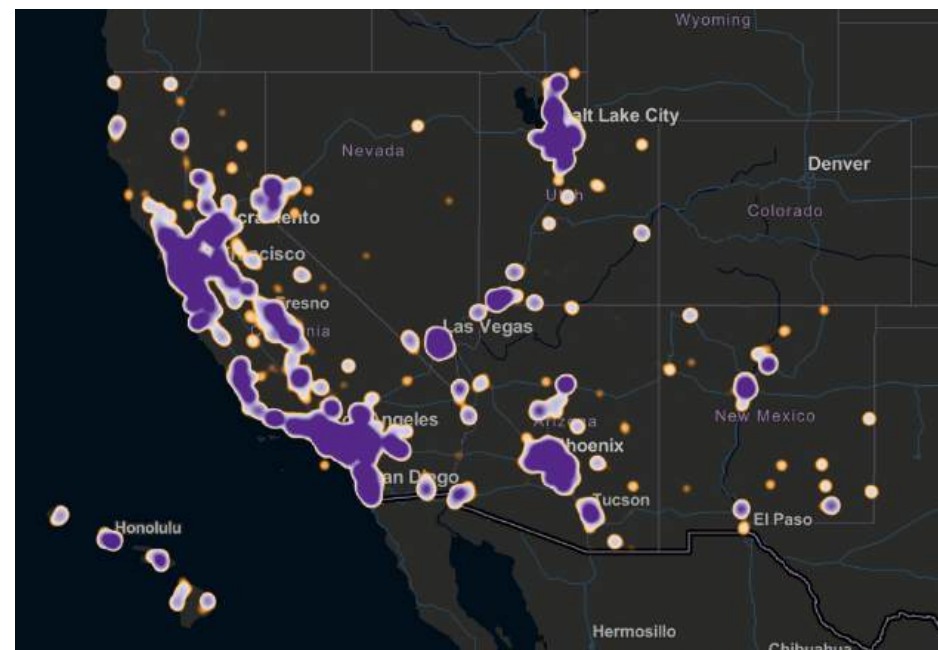 Wyoming
alt Lake City
Nevada
Denver
Utah
Colorado
cramento
ncisco
Fresno
nia
Las Vegas
Angeles
Arizona
New Mexico
hoenix
an Diego
Tucson
El Paso
Honolulu
Hermosillo
Chihuahua